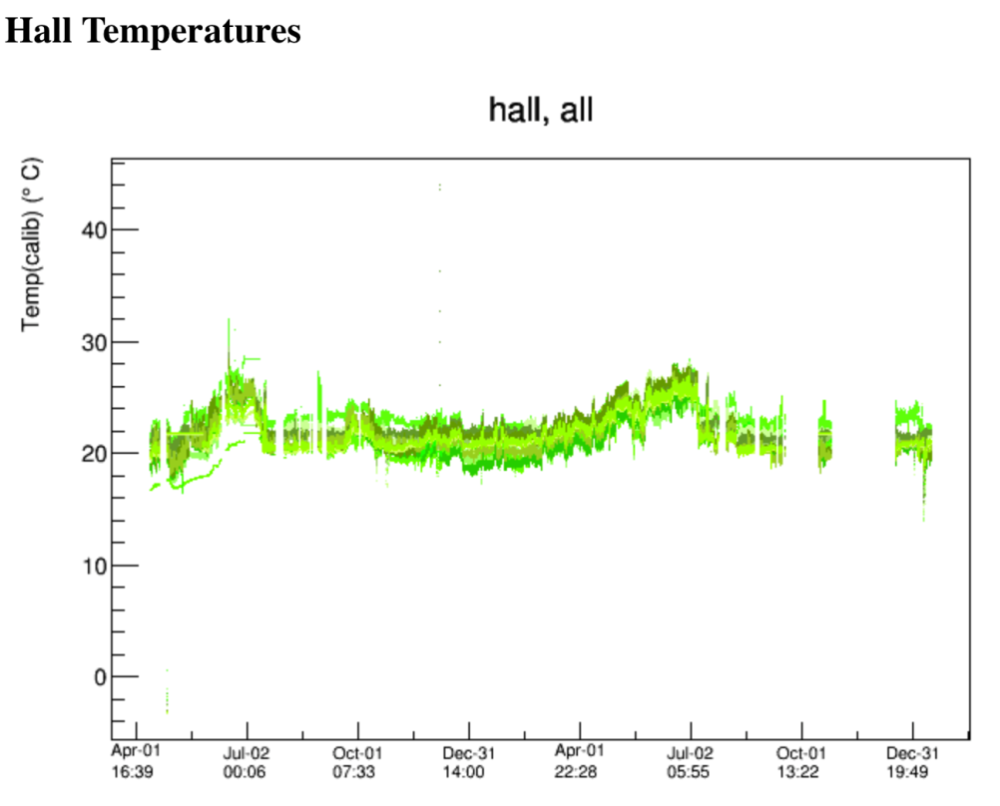 Hall Temperatures
hall, all
Temp(calib) (° C)
40
30
20
10
0
Apr-01 Jul-02 Oct-01 Dec-31 Apr-01 Jul-02 Oct-01 Dec-31
16:39 00:06 07:33 14:00 22:28 05:55 13:22 19:49